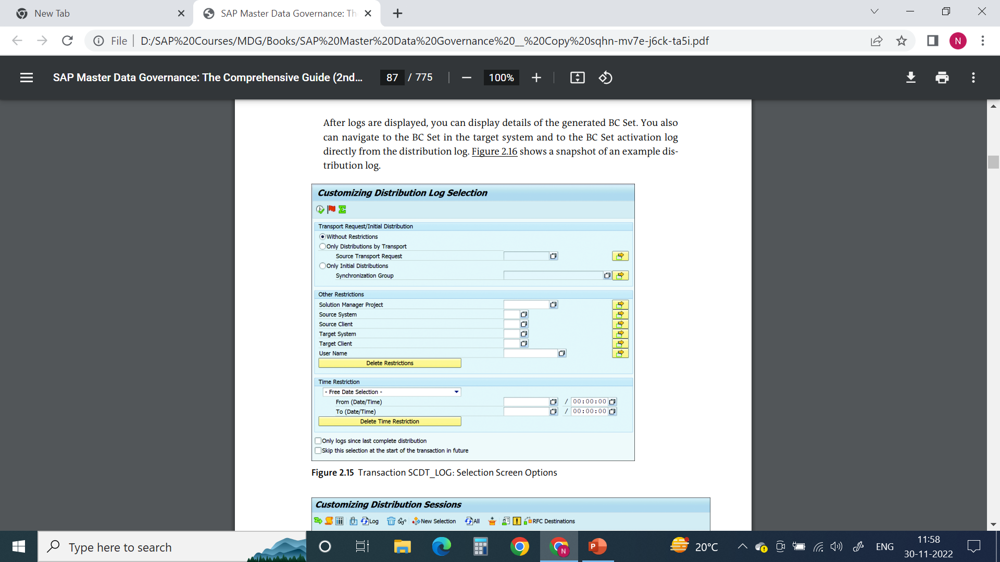 New Tab
SAP Master Data Governance: Th
File
D:/SAP%20Courses/MDG/Books/SAP%20Master%20Data%20Governance%20__%20Copy%20sqhn-mv7e-j6ck-ta5i.pdf
N
SAP Master Data Governance: The Comprehensive Guide (2nd...
87 / 775
100%
After logs are displayed, you can display details of the generated BC Set. You also
can navigate to the BC Set in the target system and to the BC Set activation log
directly from the distribution log. Figure 2.16 shows a snapshot of an example dis-
tribution log.
Customizing Distribution Log Selection
Transport Request/Initial Distribution
Without Restrictions
Only Distributions by Transport
Source Transport Request
Only Initial Distributions
Synchronization Group
Other Restrictions
Solution Manager Project
Source System
Source Client
Target System
Target Client
User Name
Delete Restrictions
Time Restriction
- Free Date Selection -
From (Date/Time) / 00:00:00
To (Date/Time) / 00:00:00
Delete Time Restriction
Only logs since last complete distribution
Skip this selection at the start of the transaction in future
Figure 2.15 Transaction SCDT_LOG: Selection Screen Options
Customizing Distribution Sessions
Log New Selection All RFC Destinations
Type here to search
N
P
20°C
ENG
11:58
30-11-2022